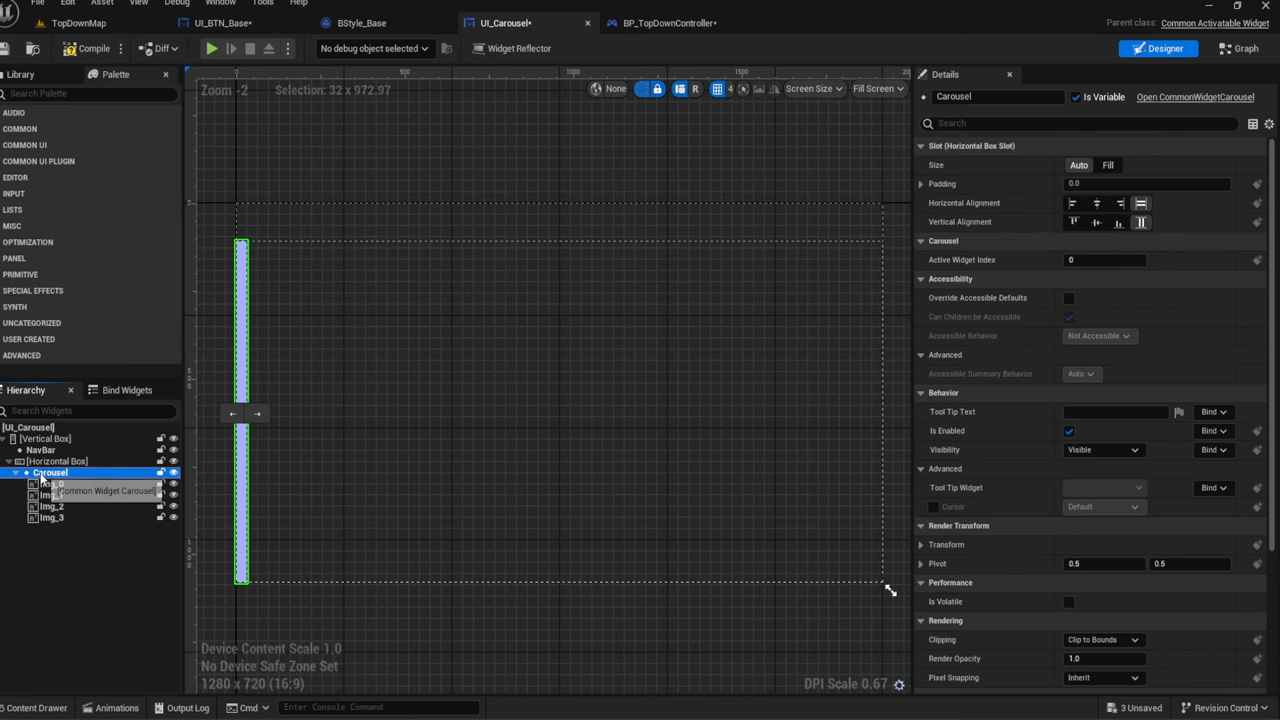 File Edit Asset View Debug Window Tools Help
TopDownMap UI_BTN_Base* BStyle_Base UI_Carousel* BP_TopDownController*
Parent class: Common Activatable Widget
Compile Diff No debug object selected Widget Reflector Designer Graph
Library Palette
Search Palette
AUDIO
COMMON
COMMON UI
COMMON UI PLUGIN
EDITOR
INPUT
LISTS
MISC
OPTIMIZATION
PANEL
PRIMITIVE
SPECIAL EFFECTS
SYNTH
UNCATEGORIZED
USER CREATED
ADVANCED
Hierarchy Bind Widgets
Search Widgets
[UI_Carousel]
[Vertical Box]
NavBar
[Horizontal Box]
Carousel
Img_0
[Common Widget Carousel]
Img_2
Img_3
0 500 1000 1500 20
Zoom -2 Selection: 32 x 972.97 None R 4 Screen Size Fill Screen
0
5
0
1
0
0
0
← →
Device Content Scale 1.0
No Device Safe Zone Set
1280 x 720 (16:9) DPI Scale 0.67
Details
Carousel Is Variable Open CommonWidgetCarousel
Search
Slot (Horizontal Box Slot)
Size Auto Fill
Padding 0.0
Horizontal Alignment
Vertical Alignment
Carousel
Active Widget Index 0
Accessibility
Override Accessible Defaults
Can Children be Accessible
Accessible Behavior Not Accessible
Advanced
Accessible Summary Behavior Auto
Behavior
Tool Tip Text Bind
Is Enabled Bind
Visibility Visible Bind
Advanced
Tool Tip Widget Bind
Cursor Default
Render Transform
Transform
Pivot 0.5 0.5
Performance
Is Volatile
Rendering
Clipping Clip to Bounds
Render Opacity 1.0
Pixel Snapping Inherit
Content Drawer Animations Output Log Cmd Enter Console Command 3 Unsaved Revision Control